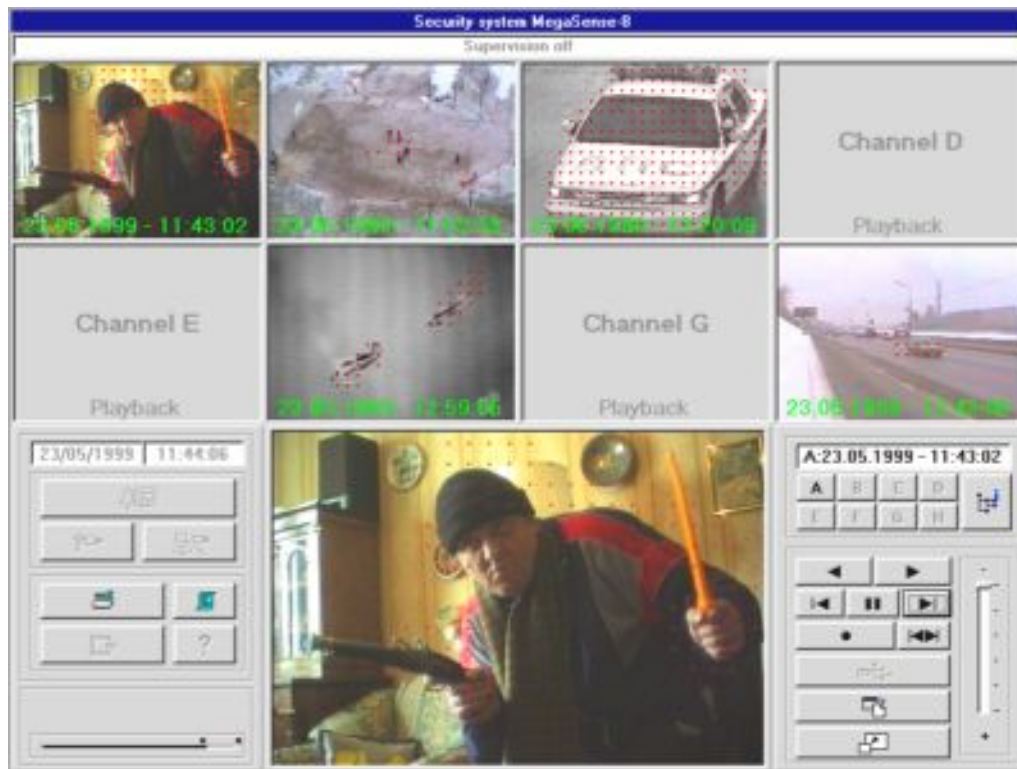 Security system MegaSense-8
Supervision off
23.05.1999 - 11:43:02
Channel D
Playback
Channel E
Playback
Channel G
Playback
23/05/1999 11:44:06
A:23.05.1999 - 11:43:02
A B C D
E F G H
?